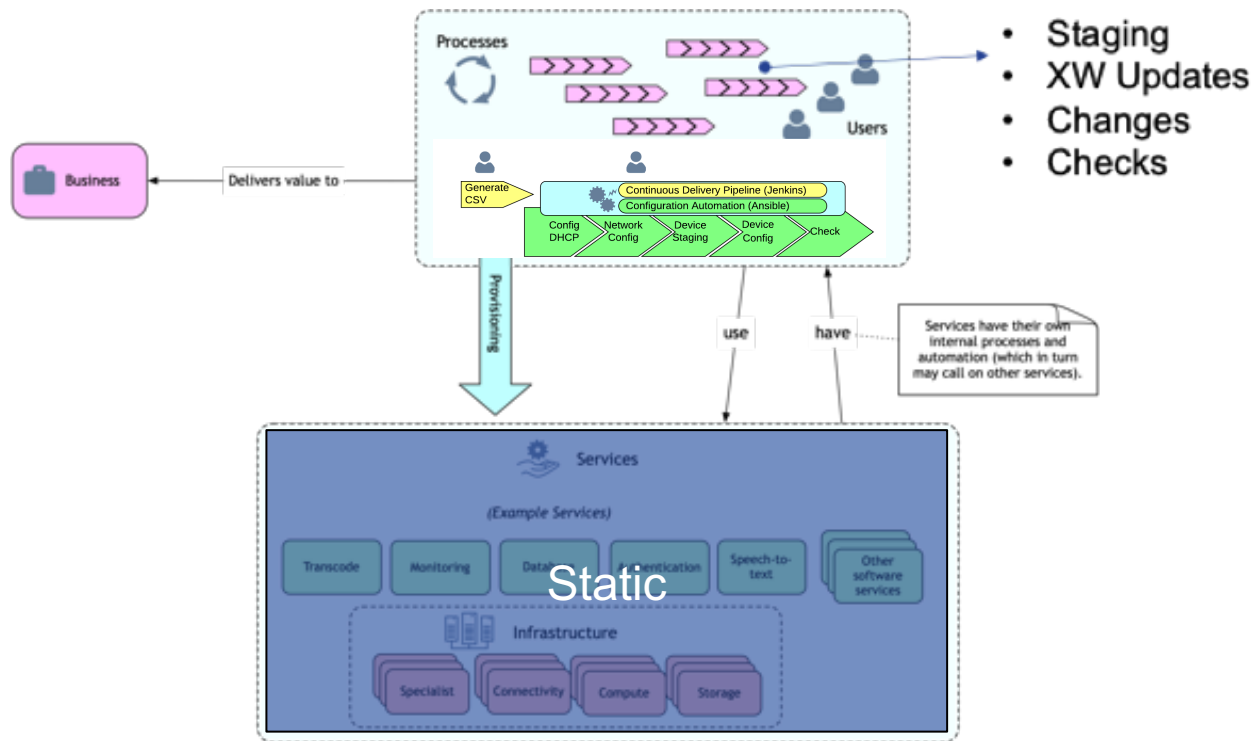 Processes
• Staging
• XW Updates
• Changes
• Checks
Users
Business
Delivers value to
Generate
CSV
Continuous Delivery Pipeline (Jenkins)
Configuration Automation (Ansible)
Config
DHCP
Network
Config
Device
Staging
Device
Config
Check
Provisioning
use
have
Services have their own
internal processes and
automation (which in turn
may call on other services).
Services
(Example Services)
Transcode
Monitoring
Database
Authentication
Speech-to-
text
Other
software
services
Static
Infrastructure
Specialist
Connectivity
Compute
Storage